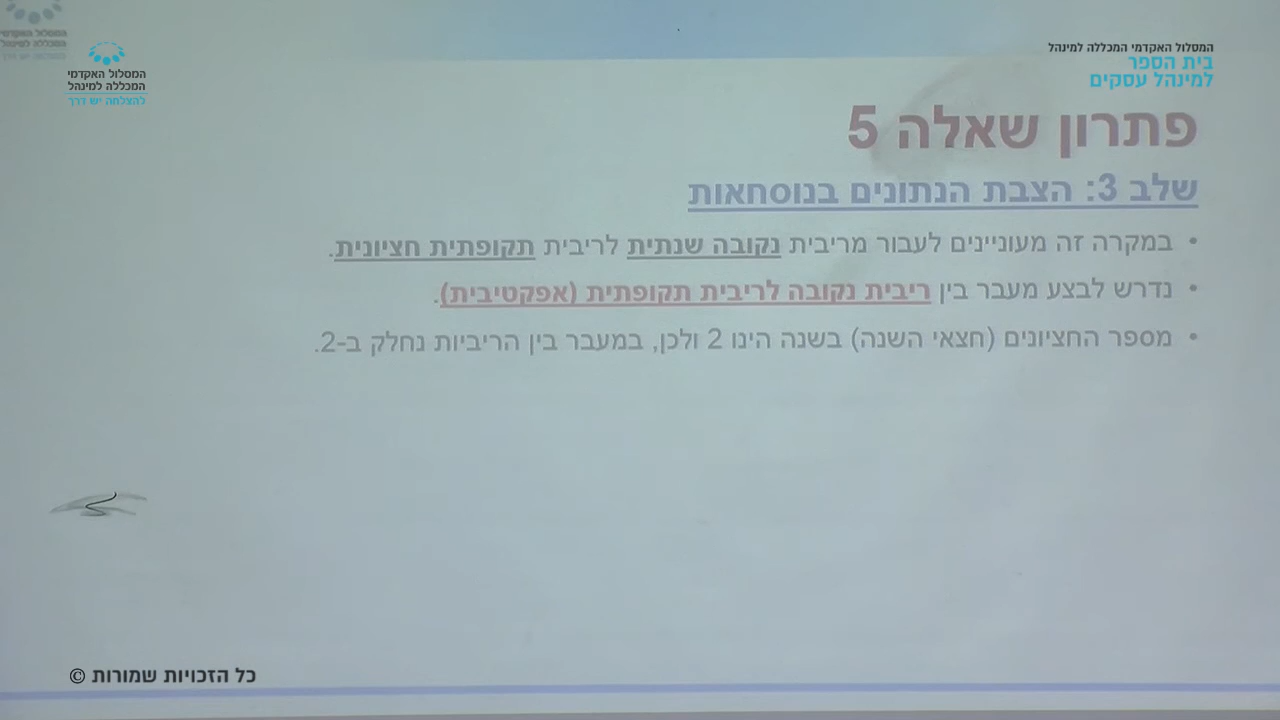 המסלול האקדמי המכללה למינהל
בית הספר
למינהל עסקים
המסלול האקדמי
המכללה למינהל
להצלחה יש דרך
פתרון שאלה 5
שלב 3: הצבת הנתונים בנוסחאות
• במקרה זה מעוניינים לעבור מריבית נקובה שנתית לריבית תקופתית חציונית.
• נדרש לבצע מעבר בין ריבית נקובה לריבית תקופתית (אפקטיבית).
• מספר החציונים (חצאי השנה) בשנה הינו 2 ולכן, במעבר בין הריביות נחלק ב-2.
כל הזכויות שמורות ©